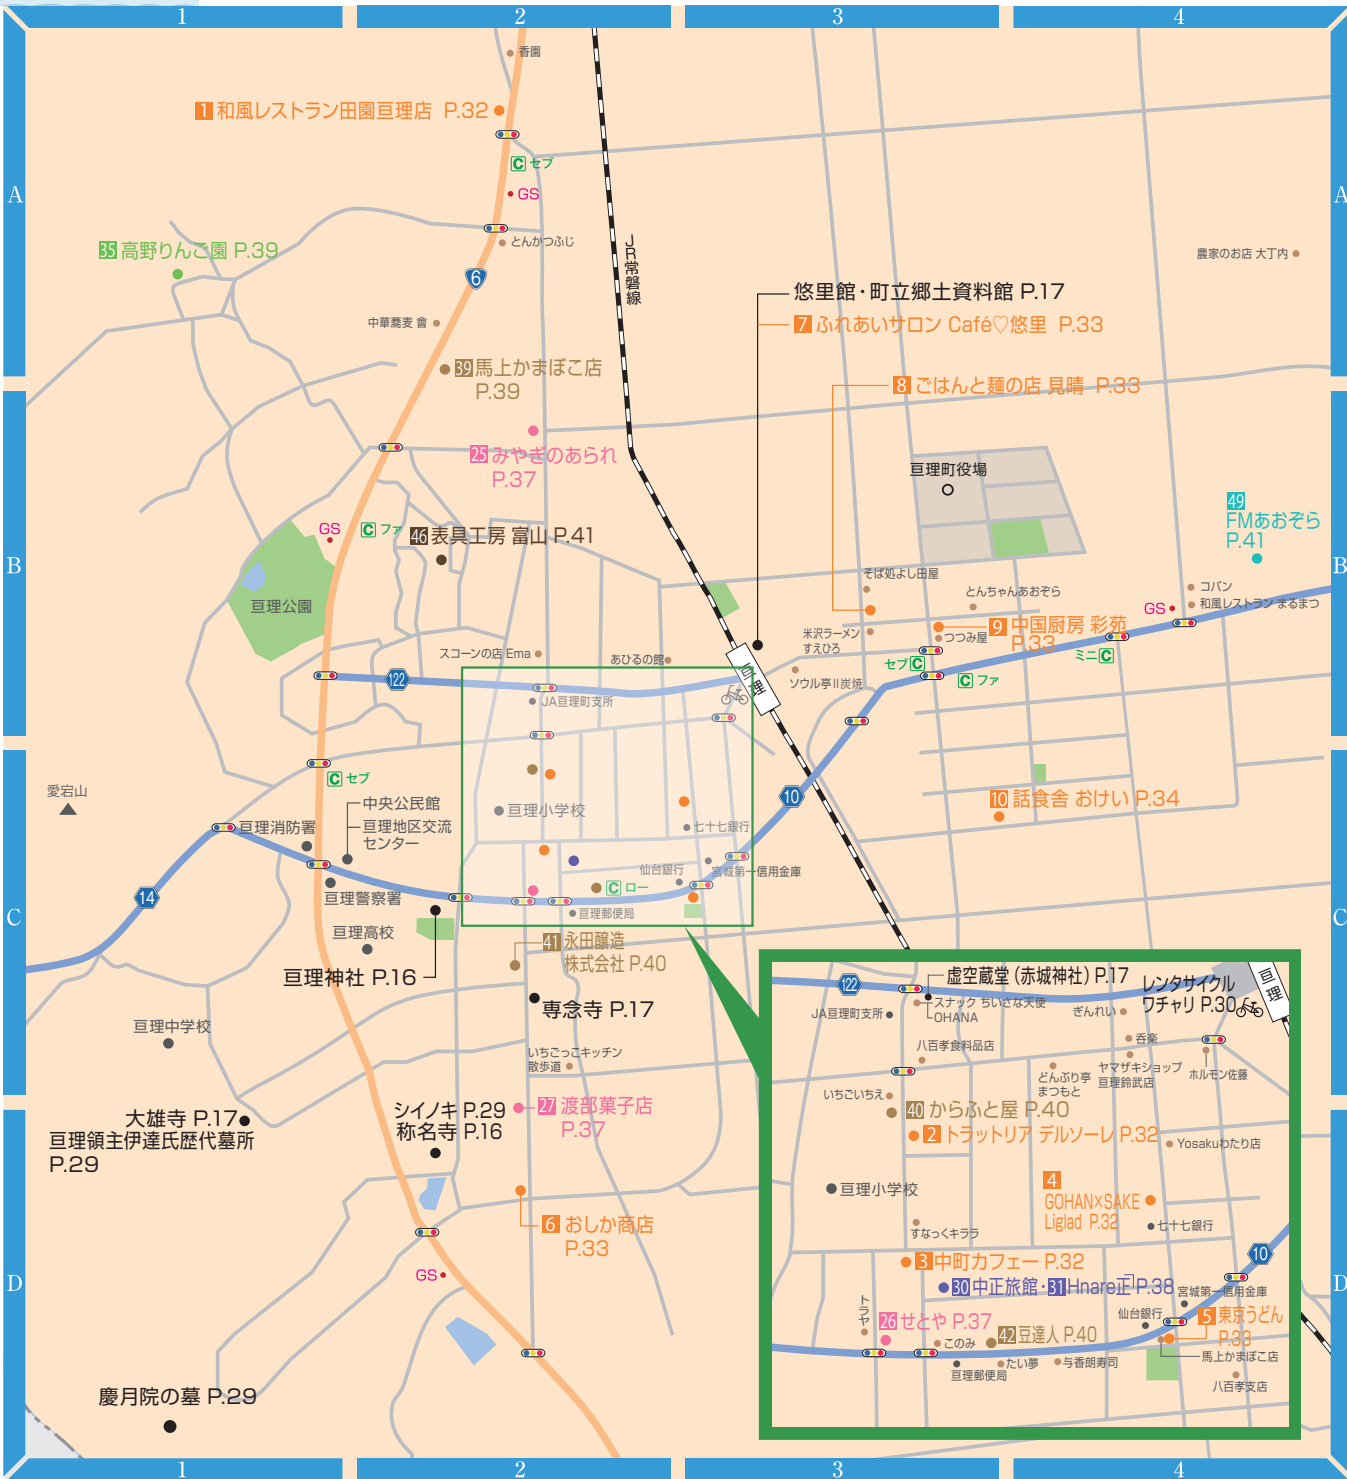 1
2
3
4
A
A
B
B
C
C
D
D
1
2
3
4
香園
1 和風レストラン田園亘理店 P.32
C セブ
GS
とんかつふじ
6
35 高野りんご園 P.39
JR常磐線
農家のお店 大丁内
中華蕎麦 會
悠里館・町立郷土資料館 P.17
7 ふれあいサロン Café♡悠里 P.33
39 馬上かまぼこ店
P.39
8 ごはんと麺の店 見晴 P.33
25 みやぎのあられ
P.37
亘理町役場
49
FMあおぞら
P.41
GS
C ファ
46 表具工房 富山 P.41
亘理公園
そば処よし田屋
とんちゃんあおぞら
コパン
GS
和風レストラン まるまつ
9 中国厨房 彩苑
P.33
米沢ラーメン
すえひろ
つつみ屋
セブ C
ミニ C
C ファ
スコーンの店 Ema
あひるの館
亘理
ソウル亭II炭焼
122
JA亘理町支所
C セブ
愛宕山
中央公民館
亘理地区交流
センター
亘理消防署
亘理小学校
七十七銀行
10
10 話食舎 おけい P.34
仙台銀行
宮城第一信用金庫
14
亘理警察署
C ロー
亘理郵便局
亘理高校
亘理神社 P.16
41 永田醸造
株式会社 P.40
専念寺 P.17
亘理中学校
いちごっこキッチン
散歩道
大雄寺 P.17
亘理領主伊達氏歴代墓所
P.29
シイノキ P.29
称名寺 P.16
27 渡部菓子店
P.37
6 おしか商店
P.33
GS
慶月院の墓 P.29
122
虚空蔵堂（赤城神社）P.17
レンタサイクル
ワチャリ P.30
亘理
スナック ちいさな天使
OHANA
JA亘理町支所
ぎんれい
八百孝食料品店
呑楽
ヤマザキショップ
亘理鈴武店
ホルモン佐藤
どんぶり亭
まつもと
いちごいちえ
40 からふと屋 P.40
2 トラットリア デルソーレ P.32
Yosakuわたり店
亘理小学校
4
GOHAN×SAKE
Liglad P.32
七十七銀行
すなっくキララ
3 中町カフェー P.32
10
30 中正旅館・31 Hnare正 P.38
宮城第一信用金庫
トラヤ
26 せとや P.37
仙台銀行
5 東京うどん
P.33
このみ
42 豆達人 P.40
馬上かまぼこ店
亘理郵便局
たい夢
与香朗寿司
八百孝支店